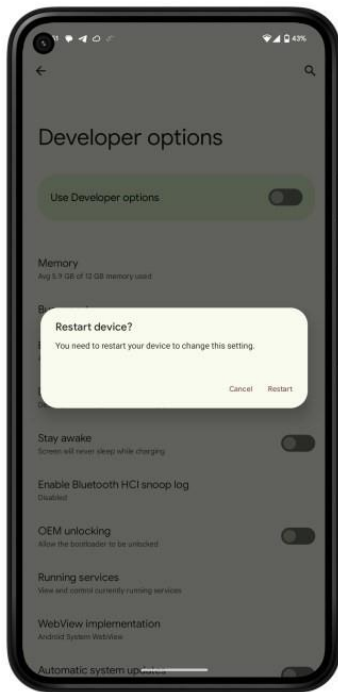 43%
Developer options
Use Developer options
Memory
Avg 5.9 GB of 12 GB memory used
Restart device?
You need to restart your device to change this setting.
Cancel Restart
Stay awake
Screen will never sleep while charging
Enable Bluetooth HCI snoop log
Disabled
OEM unlocking
Allow the bootloader to be unlocked
Running services
View and control currently running services
WebView implementation
Android System WebView
Automatic system updates